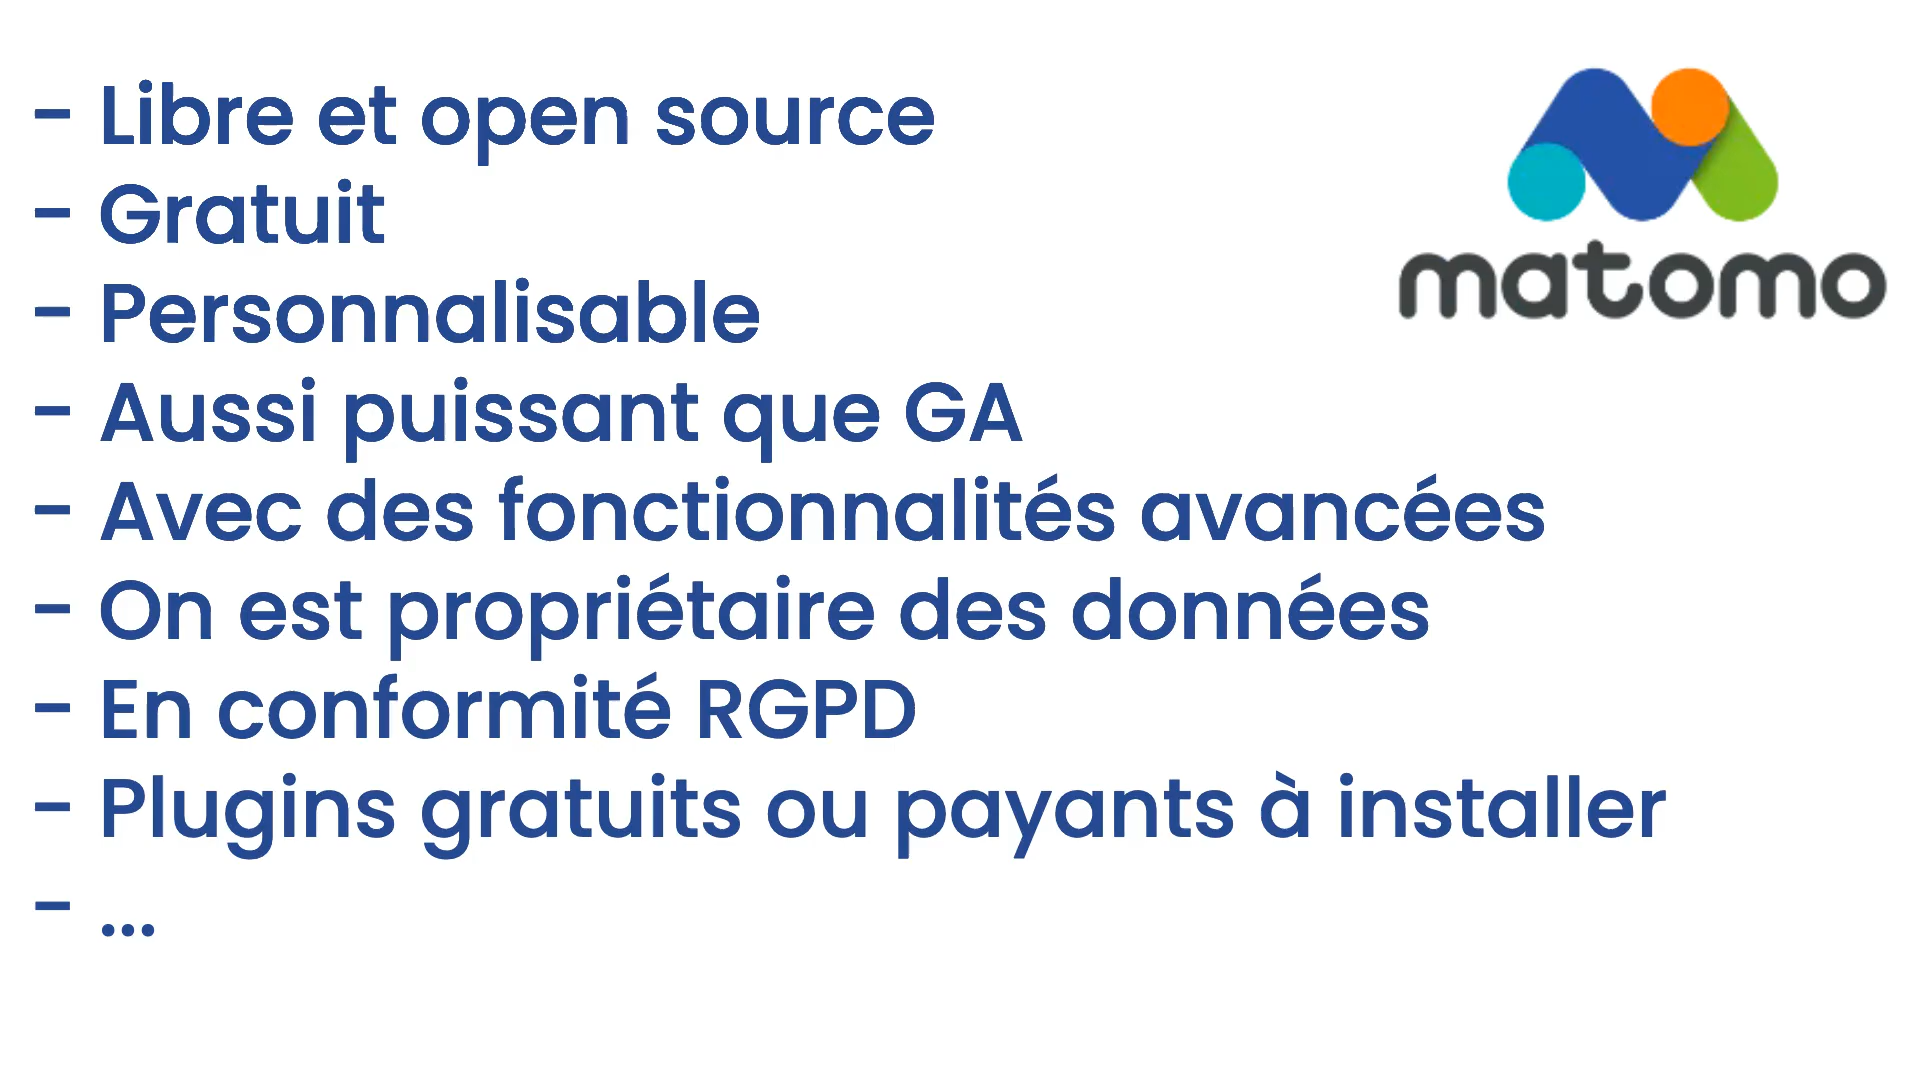 - Libre et open source
- Gratuit
- Personnalisable
- Aussi puissant que GA
- Avec des fonctionnalités avancées
- On est propriétaire des données
- En conformité RGPD
- Plugins gratuits ou payants à installer
- ...
matomo